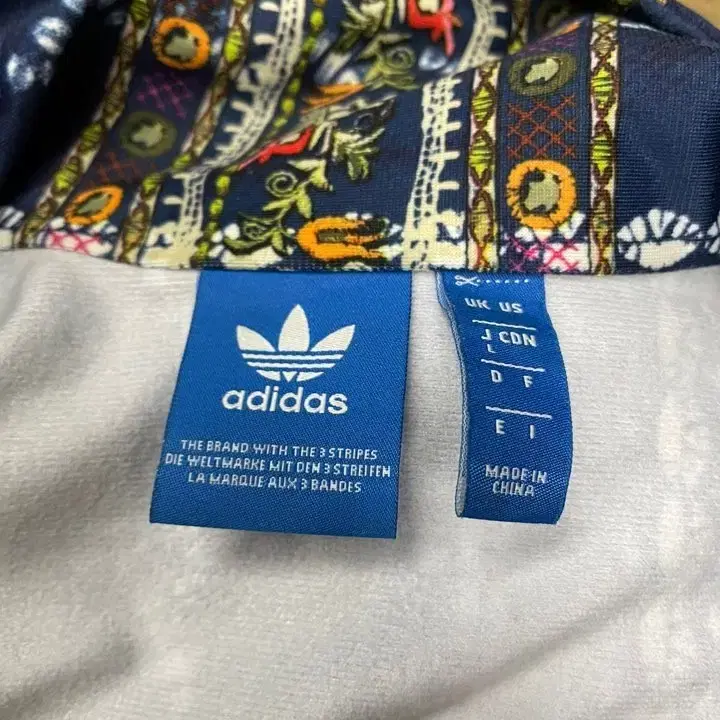 adidas
THE BRAND WITH THE 3 STRIPES
DIE WELTMARKE MIT DEN 3 STREIFEN
LA MARQUE AUX 3 BANDES
UK US
J CDN
L
D F
E I
MADE IN
CHINA